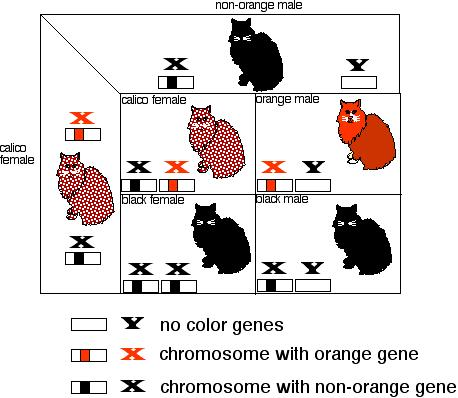 non-orange male
X
Y
calico female
orange male
X
calico
female
X
X
X
Y
black female
black male
X
X
X
X
Y
Y no color genes
X chromosome with orange gene
X chromosome with non-orange gene